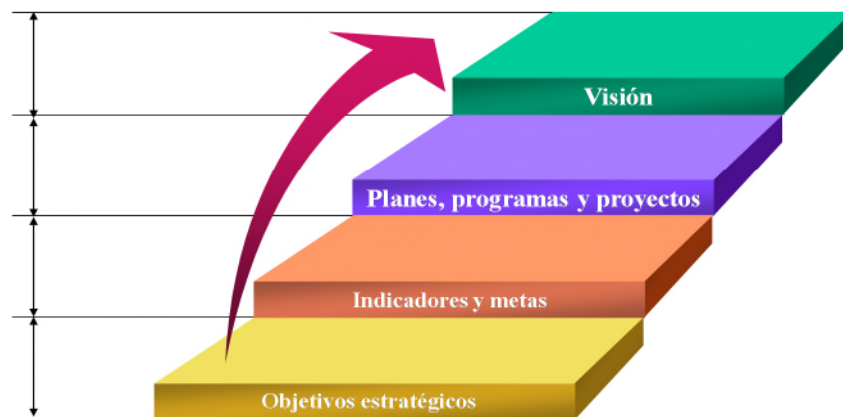 Visión
Planes, programas y proyectos
Indicadores y metas
Objetivos estratégicos